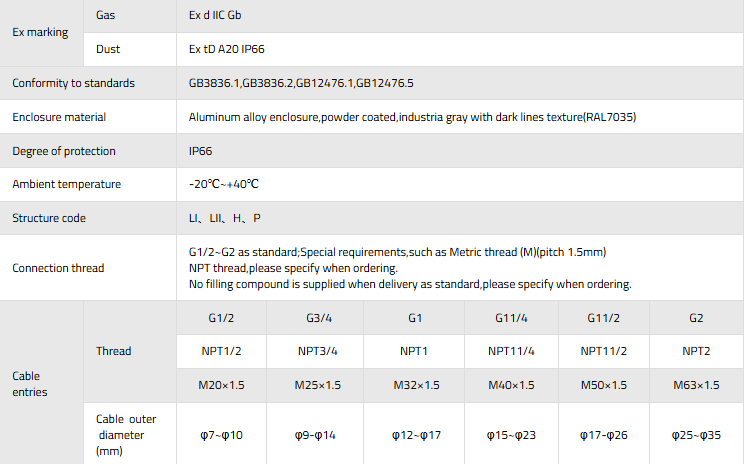 Ex marking
Gas
Ex d IIC Gb
Dust
Ex tD A20 IP66
Conformity to standards
GB3836.1,GB3836.2,GB12476.1,GB12476.5
Enclosure material
Aluminum alloy enclosure,powder coated,industria gray with dark lines texture(RAL7035)
Degree of protection
IP66
Ambient temperature
-20℃~+40℃
Structure code
LI、LII、H、P
Connection thread
G1/2~G2 as standard;Special requirements,such as Metric thread (M)(pitch 1.5mm)
NPT thread,please specify when ordering.
No filling compound is supplied when delivery as standard,please specify when ordering.
Cable
entries
Thread
G1/2 G3/4 G1 G11/4 G11/2 G2
NPT1/2 NPT3/4 NPT1 NPT11/4 NPT11/2 NPT2
M20×1.5 M25×1.5 M32×1.5 M40×1.5 M50×1.5 M63×1.5
Cable outer
diameter
(mm)
φ7~φ10 φ9-φ14 φ12~φ17 φ15~φ23 φ17-φ26 φ25~φ35